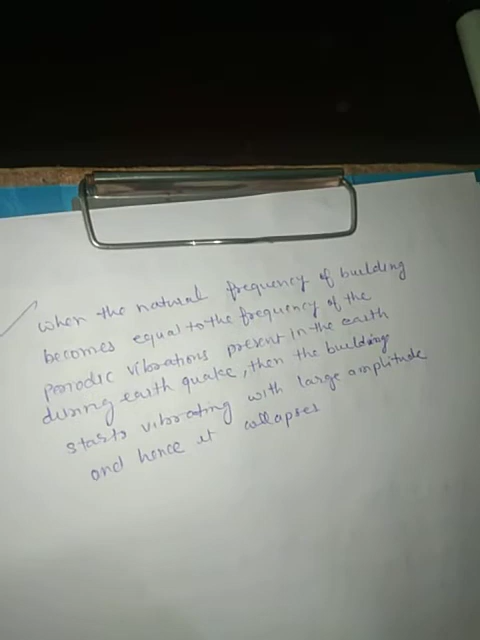 when the natural frequency of building
becomes equal to the frequency of the
periodic vibrations present in the earth
during earth quake, then the buildings
starts vibrating with large amplitude
and hence it collapses